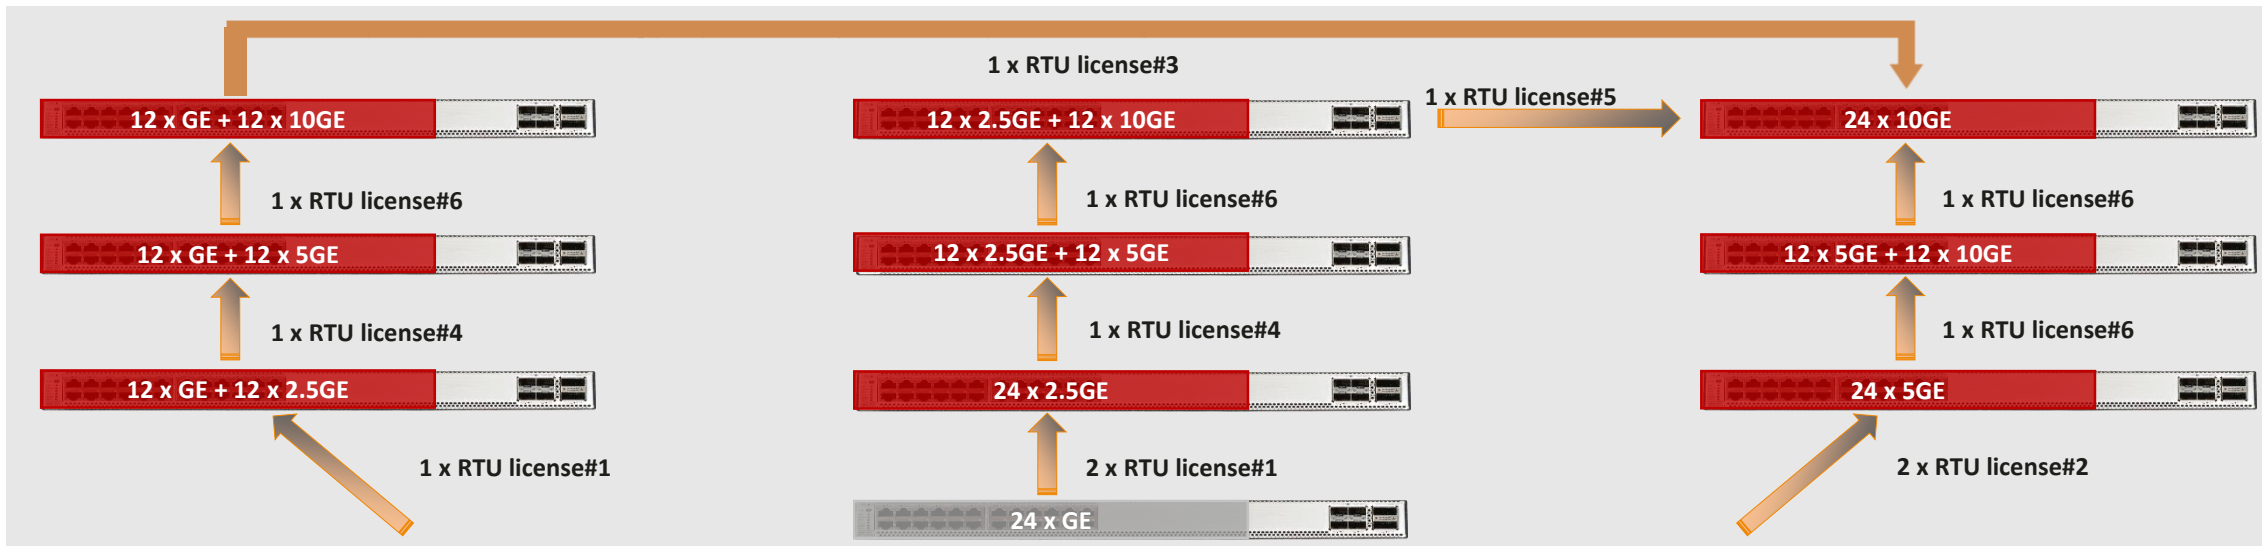 1 x RTU license#3
1 x RTU license#5
12 x GE + 12 x 10GE
12 x 2.5GE + 12 x 10GE
24 x 10GE
1 x RTU license#6
1 x RTU license#6
1 x RTU license#6
12 x GE + 12 x 5GE
12 x 2.5GE + 12 x 5GE
12 x 5GE + 12 x 10GE
1 x RTU license#4
1 x RTU license#4
1 x RTU license#6
12 x GE + 12 x 2.5GE
24 x 2.5GE
24 x 5GE
1 x RTU license#1
2 x RTU license#1
2 x RTU license#2
24 x GE